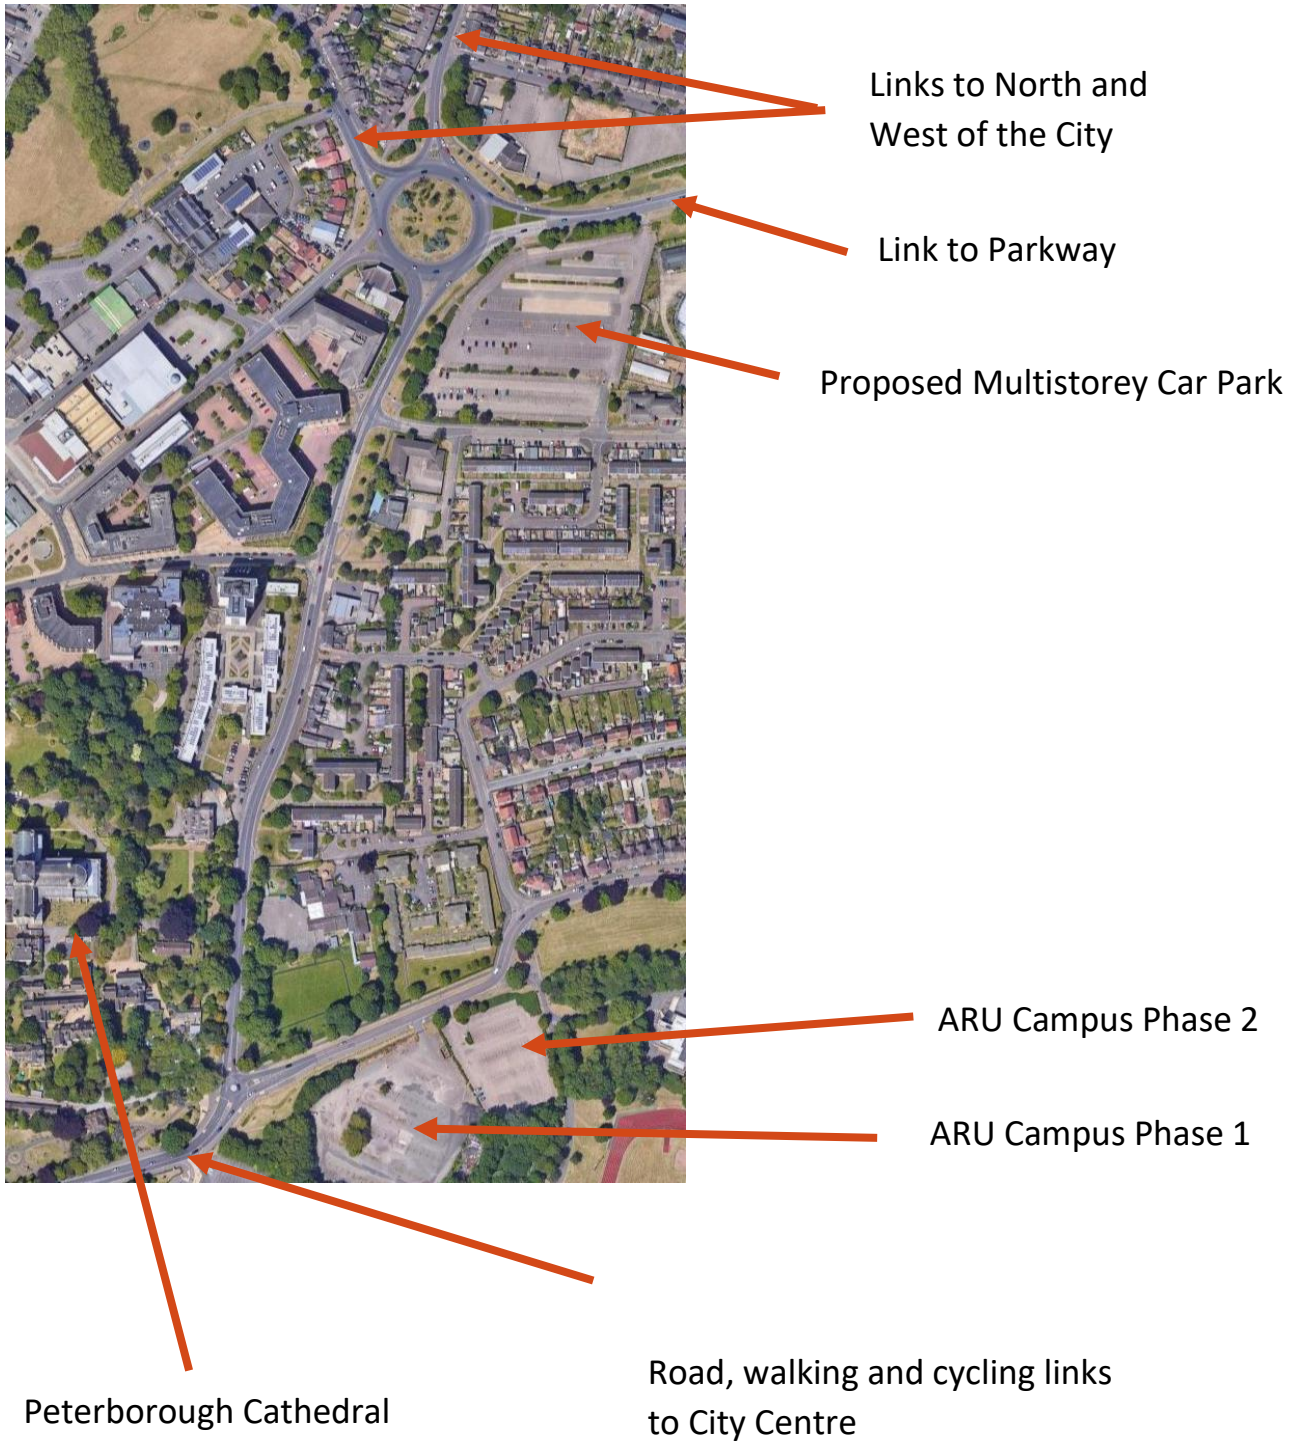 Links to North and
West of the City
Link to Parkway
Proposed Multistorey Car Park
ARU Campus Phase 2
ARU Campus Phase 1
Road, walking and cycling links
to City Centre
Peterborough Cathedral